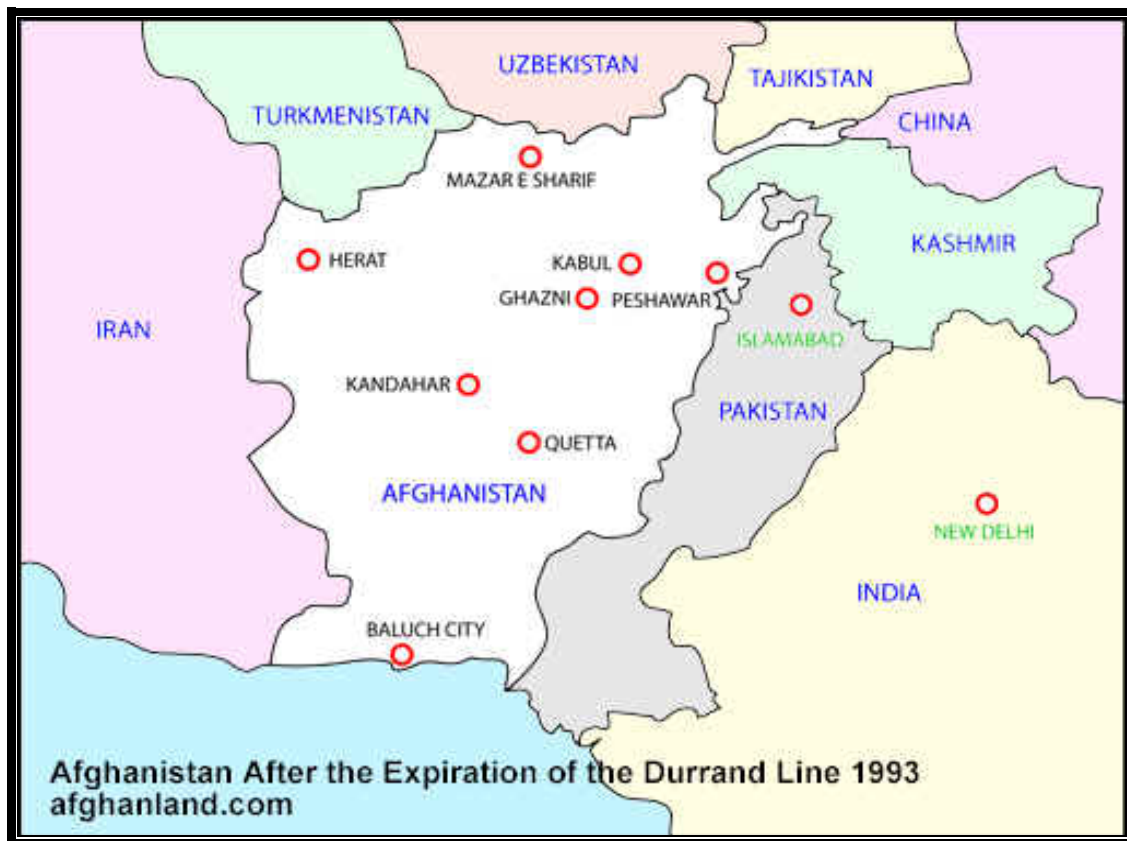 UZBEKISTAN
TAJIKISTAN
TURKMENISTAN
CHINA
MAZAR E SHARIF
KASHMIR
HERAT
KABUL
GHAZNI
PESHAWAR
IRAN
ISLAMABAD
KANDAHAR
PAKISTAN
QUETTA
AFGHANISTAN
NEW DELHI
INDIA
BALUCH CITY
Afghanistan After the Expiration of the Durrand Line 1993
afghanland.com